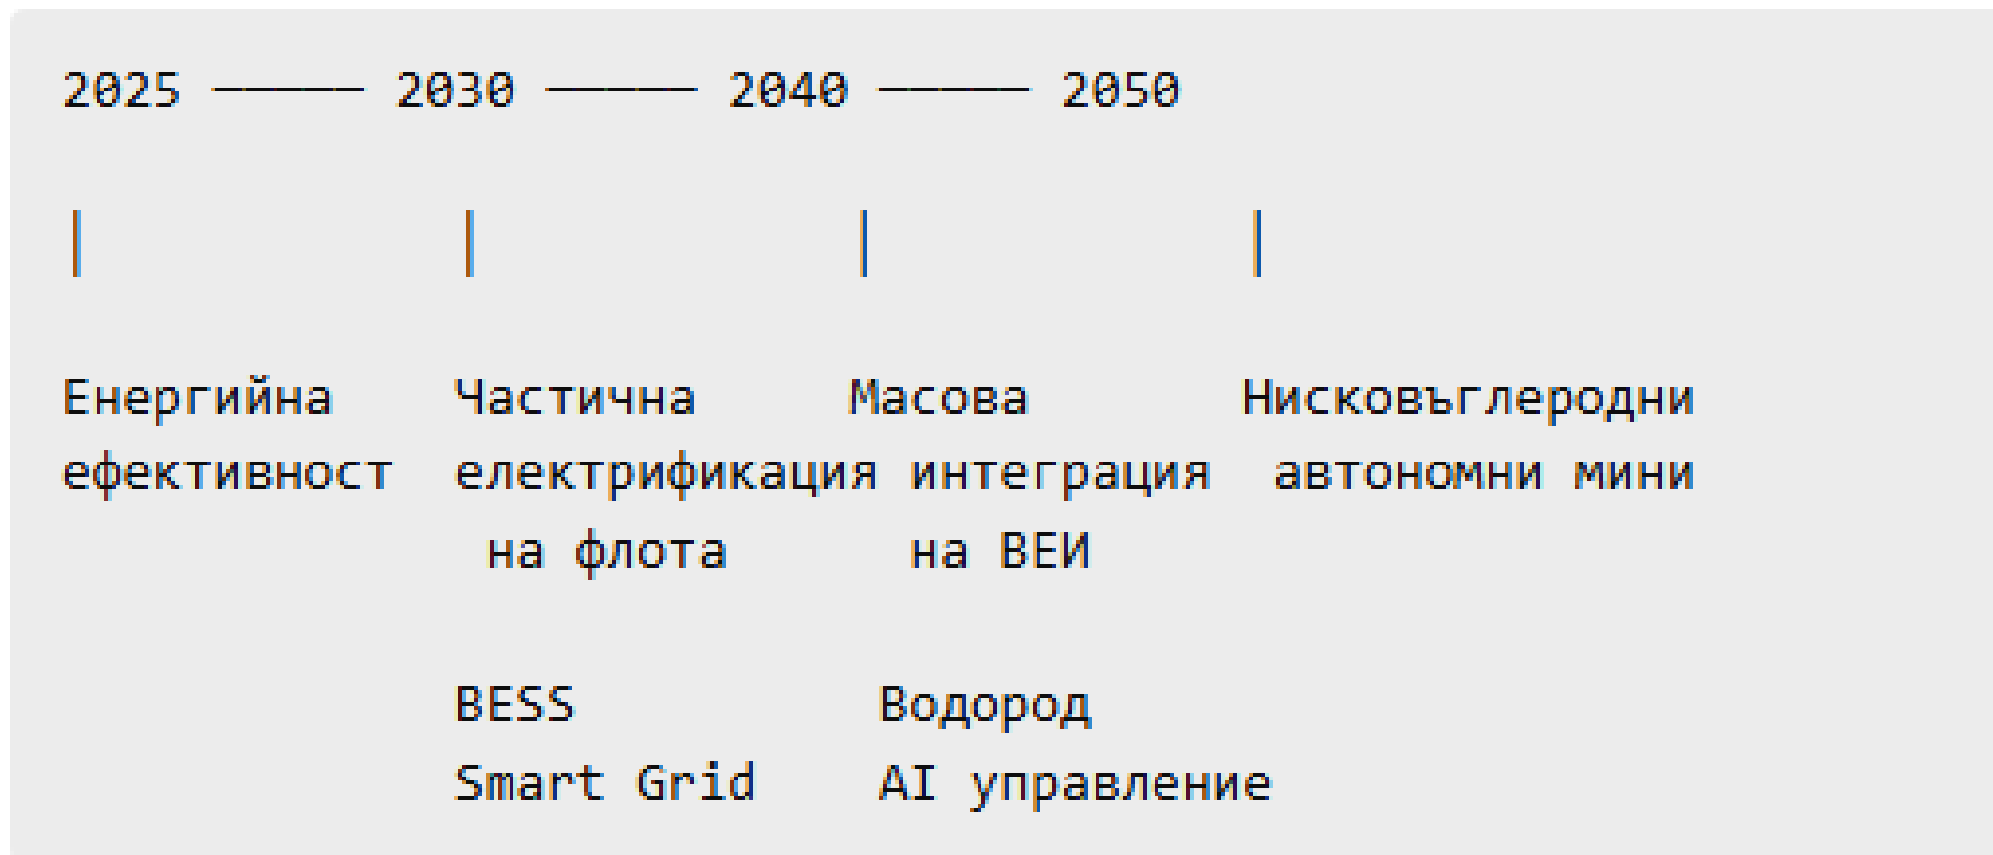 2025 ───── 2030 ───── 2040 ───── 2050
│ │ │ │
Енергийна Частична Масова Нисковъглеродни
ефективност електрификация интеграция автономни мини
на флота на ВЕИ
BESS Водород
Smart Grid AI управление